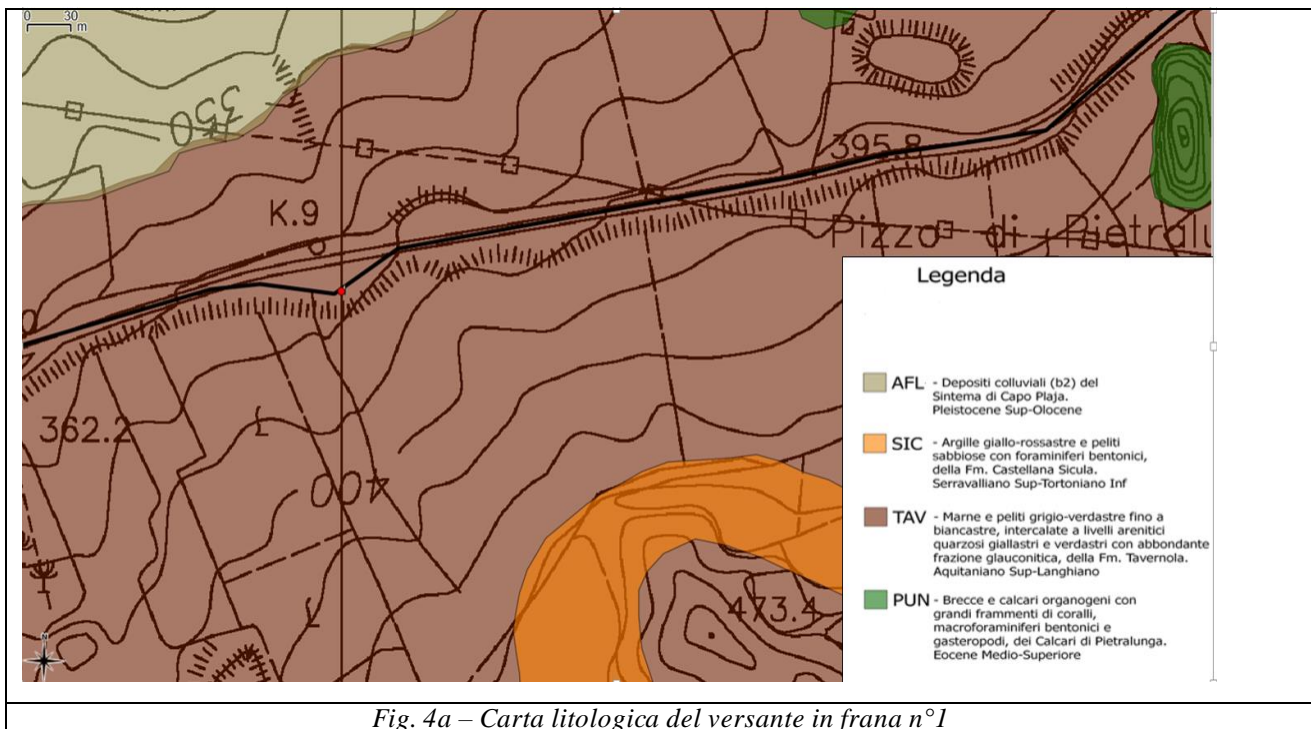 0 30
m
350
395.8
K.9
Pizzo di Pietralu
Legenda
AFL - Depositi colluviali (b2) del
Sintema di Capo Plaja.
Pleistocene Sup-Olocene
362.2
SIC - Argille giallo-rossastre e peliti
sabbiose con foraminiferi bentonici,
della Fm. Castellana Sicula.
Serravalliano Sup-Tortoniano Inf
400
TAV - Marne e peliti grigio-verdastre fino a
biancastre, intercalate a livelli arenitici
quarzosi giallastri e verdastri con abbondante
frazione glauconitica, della Fm. Tavernola.
Aquitaniano Sup-Langhiano
473.4
PUN - Brecce e calcari organogeni con
grandi frammenti di coralli,
macroforaminiferi bentonici e
gasteropodi, dei Calcari di Pietralunga.
Eocene Medio-Superiore
N
Fig. 4a – Carta litologica del versante in frana n°1